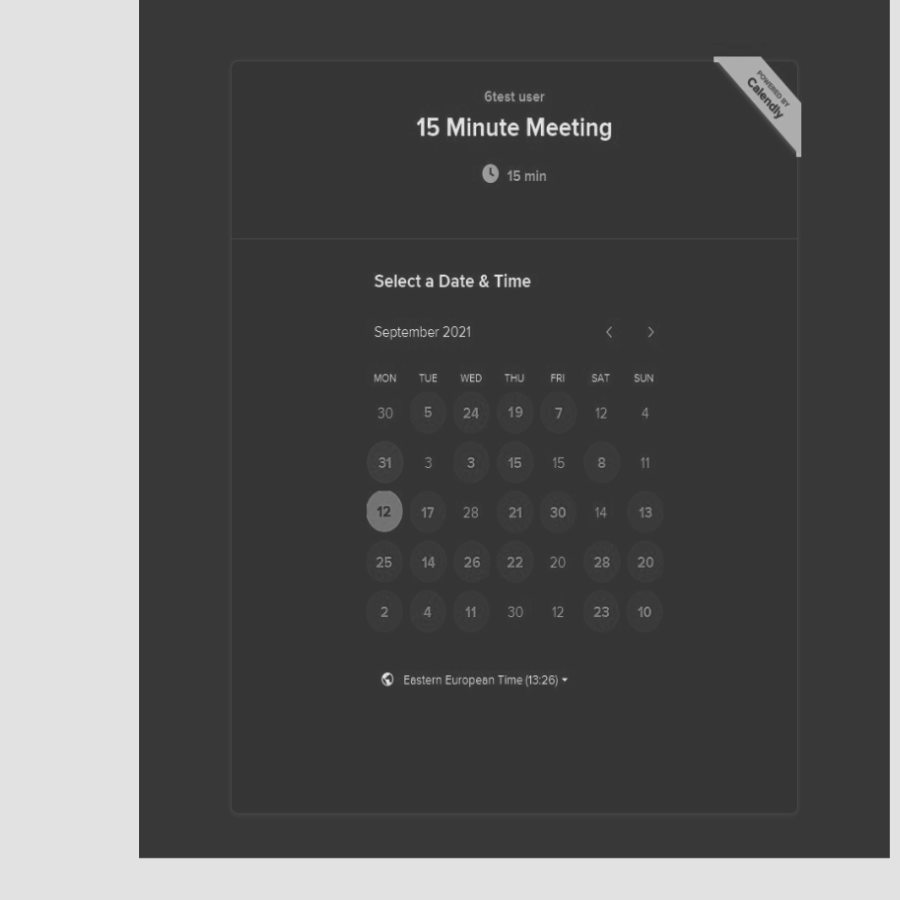 POWERED BY
Calendly
6test user
15 Minute Meeting
15 min
Select a Date & Time
September 2021
MON TUE WED THU FRI SAT SUN
30 5 24 19 7 12 4
31 3 3 15 15 8 11
12 17 28 21 30 14 13
25 14 26 22 20 28 20
2 4 11 30 12 23 10
Eastern European Time (13:26)